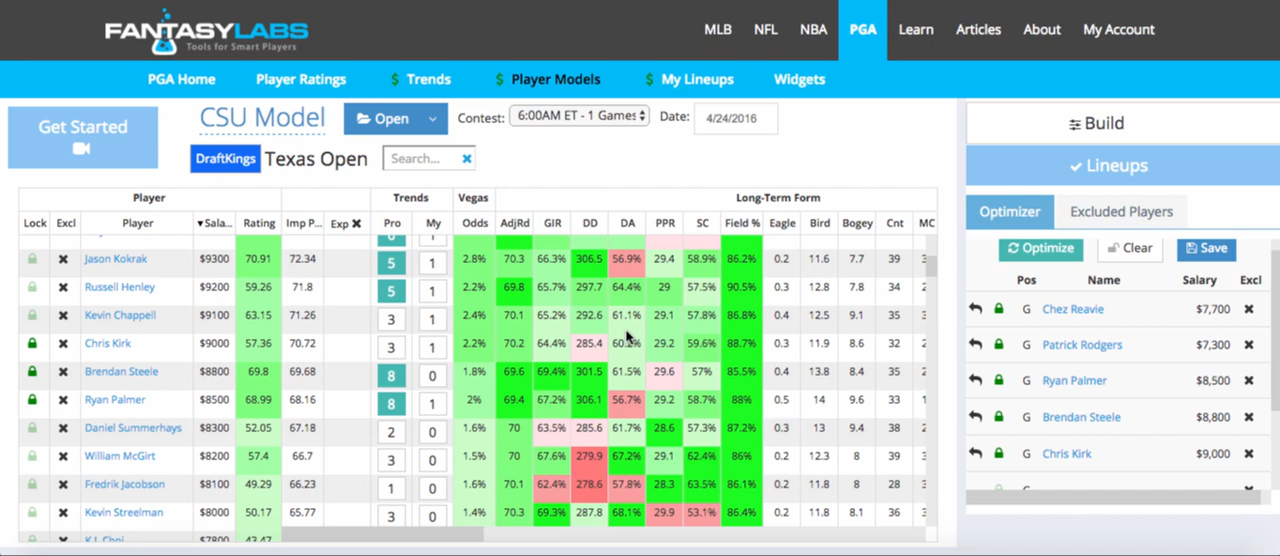 FANTASYLABS
Tools for Smart Players
MLB NFL NBA PGA Learn Articles About My Account
PGA Home Player Ratings $ Trends $ Player Models $ My Lineups Widgets
Get Started
CSU Model Open Contest: 6:00AM ET - 1 Games Date: 4/24/2016
DraftKings Texas Open Search...
Player Trends Vegas Long-Term Form
Lock Excl Player ▼Sala... Rating Imp P... Exp ✖ Pro My Odds AdjRd GIR DD DA PPR SC Field % Eagle Bird Bogey Cnt MC
Jason Kokrak $9300 70.91 72.34 5 1 2.8% 70.3 66.3% 306.5 56.9% 29.4 58.9% 86.2% 0.2 11.6 7.7 39
Russell Henley $9200 59.26 71.8 5 1 2.2% 69.8 65.7% 297.7 64.4% 29 57.5% 90.5% 0.3 12.8 7.8 34
Kevin Chappell $9100 63.15 71.26 3 1 2.4% 70.1 65.2% 292.6 61.1% 29.1 57.8% 86.8% 0.4 12.5 9.1 35
Chris Kirk $9000 57.36 70.72 3 1 2.2% 70.2 64.4% 285.4 29.2 59.6% 88.7% 0.3 11.9 8.6 32
Brendan Steele $8800 69.8 69.68 8 0 1.8% 69.6 69.4% 301.5 61.5% 29.6 57% 85.5% 0.4 13.8 8.4 35
Ryan Palmer $8500 68.99 68.16 8 1 2% 69.4 67.2% 306.1 56.7% 29.2 58.7% 88% 0.5 14 9.6 33
Daniel Summerhays $8300 52.05 67.18 2 0 1.6% 70 63.5% 285.6 61.7% 28.6 57.3% 87.2% 0.3 13 9.4 38
William McGirt $8200 57.4 66.7 3 0 1.5% 70 67.6% 279.9 67.2% 29.1 62.4% 86% 0.2 12.3 8 39
Fredrik Jacobson $8100 49.29 66.23 1 0 1.6% 70.1 62.4% 278.6 57.8% 28.3 63.5% 86.1% 0.2 11.8 8 28
Kevin Streelman $8000 50.17 65.77 3 0 1.4% 70.3 69.3% 287.8 68.1% 29.9 53.1% 86.4% 0.2 11.8 8.1 36
K.J. Choi $7800 43.47
Build
Lineups
Optimizer Excluded Players
Optimize Clear Save
Pos Name Salary Excl
G Chez Reavie $7,700
G Patrick Rodgers $7,300
G Ryan Palmer $8,500
G Brendan Steele $8,800
G Chris Kirk $9,000
G